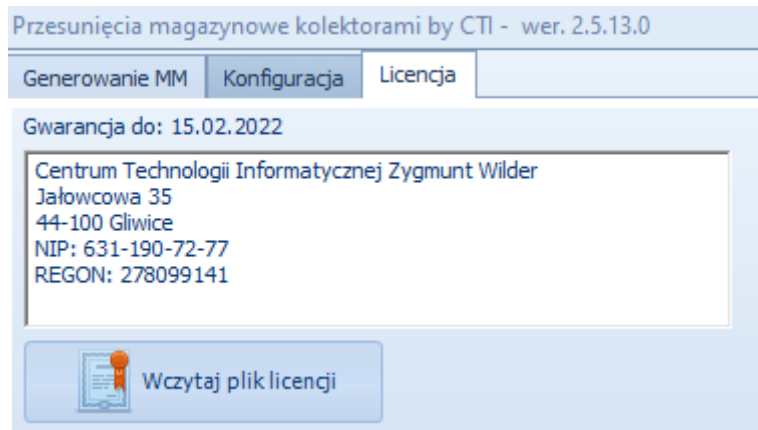 Przesunięcia magazynowe kolektorami by CTI - wer. 2.5.13.0
Generowanie MM Konfiguracja Licencja
Gwarancja do: 15.02.2022
Centrum Technologii Informatycznej Zygmunt Wilder
Jałowcowa 35
44-100 Gliwice
NIP: 631-190-72-77
REGON: 278099141
Wczytaj plik licencji